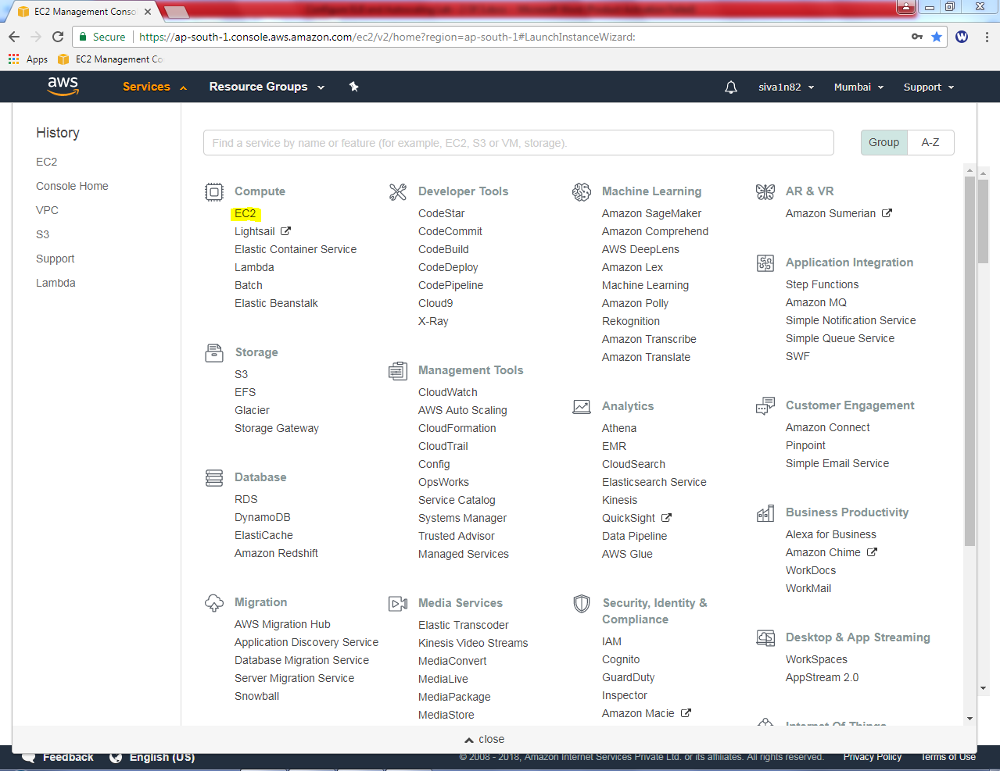 EC2 Management Conso
Secure
https://ap-south-1.console.aws.amazon.com/ec2/v2/home?region=ap-south-1#LaunchInstanceWizard:
Apps
EC2 Management Co
aws
Services
Resource Groups
siva1n82
Mumbai
Support
History
EC2
Console Home
VPC
S3
Support
Lambda
Find a service by name or feature (for example, EC2, S3 or VM, storage).
Group
A-Z
Compute
EC2
Lightsail
Elastic Container Service
Lambda
Batch
Elastic Beanstalk
Storage
S3
EFS
Glacier
Storage Gateway
Database
RDS
DynamoDB
ElastiCache
Amazon Redshift
Migration
AWS Migration Hub
Application Discovery Service
Database Migration Service
Server Migration Service
Snowball
Developer Tools
CodeStar
CodeCommit
CodeBuild
CodeDeploy
CodePipeline
Cloud9
X-Ray
Management Tools
CloudWatch
AWS Auto Scaling
CloudFormation
CloudTrail
Config
OpsWorks
Service Catalog
Systems Manager
Trusted Advisor
Managed Services
Media Services
Elastic Transcoder
Kinesis Video Streams
MediaConvert
MediaLive
MediaPackage
MediaStore
Machine Learning
Amazon SageMaker
Amazon Comprehend
AWS DeepLens
Amazon Lex
Machine Learning
Amazon Polly
Rekognition
Amazon Transcribe
Amazon Translate
Analytics
Athena
EMR
CloudSearch
Elasticsearch Service
Kinesis
QuickSight
Data Pipeline
AWS Glue
Security, Identity &
Compliance
IAM
Cognito
GuardDuty
Inspector
Amazon Macie
AR & VR
Amazon Sumerian
Application Integration
Step Functions
Amazon MQ
Simple Notification Service
Simple Queue Service
SWF
Customer Engagement
Amazon Connect
Pinpoint
Simple Email Service
Business Productivity
Alexa for Business
Amazon Chime
WorkDocs
WorkMail
Desktop & App Streaming
WorkSpaces
AppStream 2.0
Internet Of Things
close
Feedback
English (US)
© 2008 - 2018, Amazon Internet Services Private Ltd. or its affiliates. All rights reserved.
Privacy Policy
Terms of Use